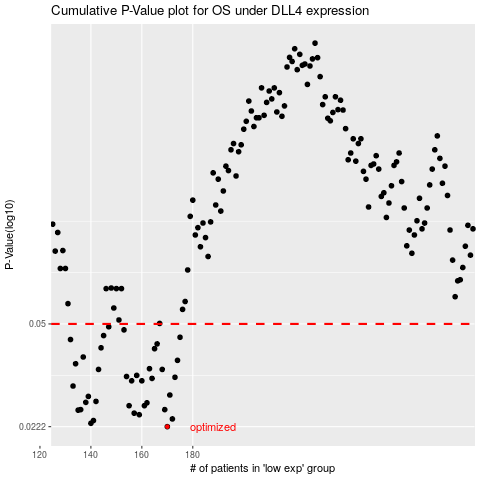 Cumulative P-Value plot for OS under DLL4 expression
P-Value(log10)
0.05
0.0222
optimized
120 140 160 180
# of patients in 'low exp' group